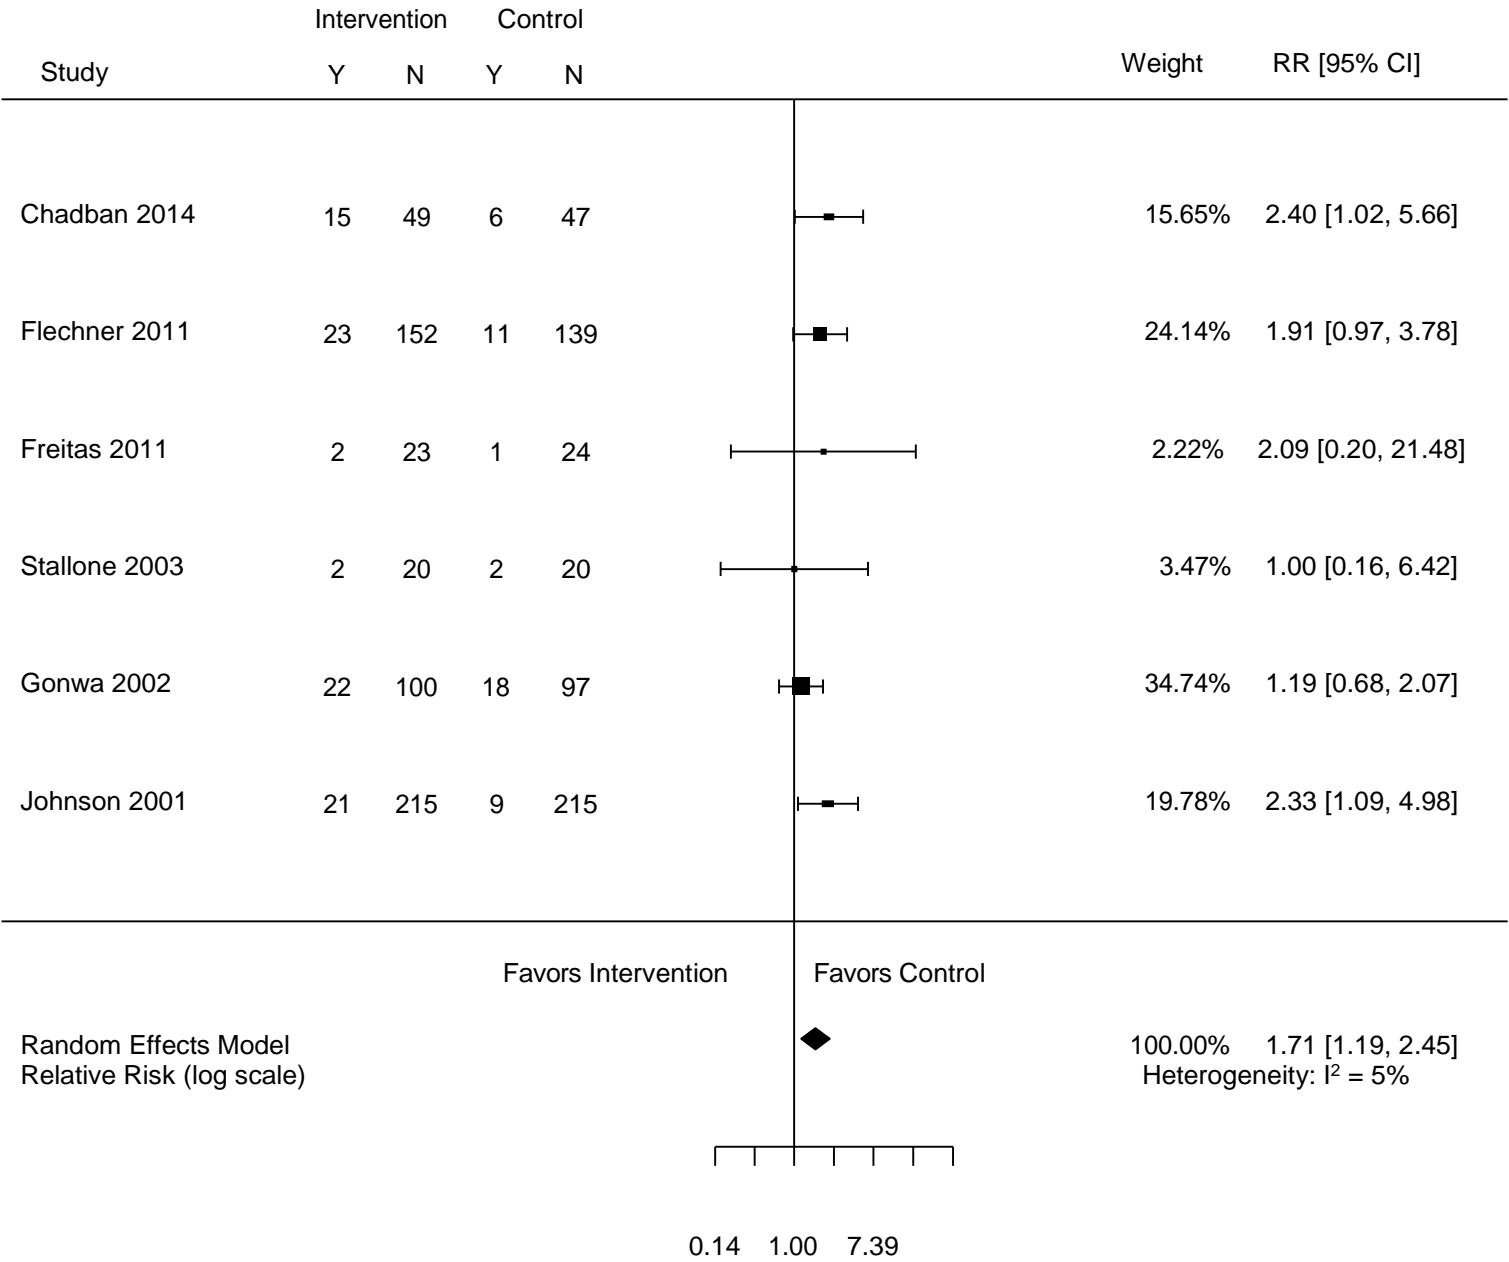 Intervention Control
Study Y N Y N Weight RR [95% CI]
Chadban 2014 15 49 6 47 15.65% 2.40 [1.02, 5.66]
Flechner 2011 23 152 11 139 24.14% 1.91 [0.97, 3.78]
Freitas 2011 2 23 1 24 2.22% 2.09 [0.20, 21.48]
Stallone 2003 2 20 2 20 3.47% 1.00 [0.16, 6.42]
Gonwa 2002 22 100 18 97 34.74% 1.19 [0.68, 2.07]
Johnson 2001 21 215 9 215 19.78% 2.33 [1.09, 4.98]
Favors Intervention Favors Control
Random Effects Model 100.00% 1.71 [1.19, 2.45]
Relative Risk (log scale) Heterogeneity: I² = 5%
0.14 1.00 7.39